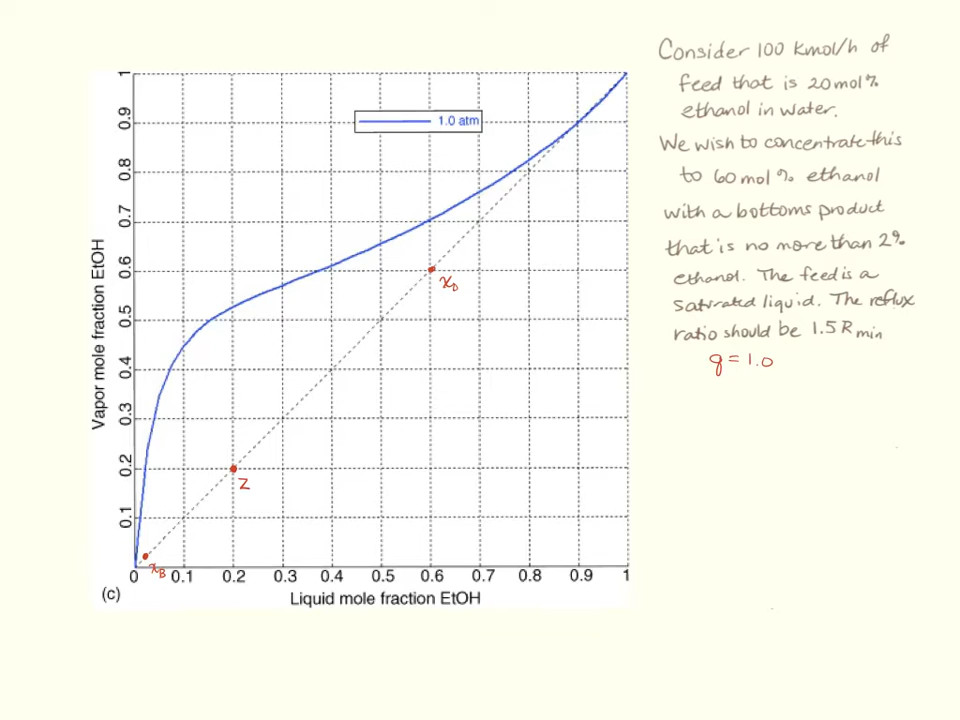 Consider 100 kmol/h of
feed that is 20 mol%
ethanol in water.
We wish to concentrate this
to 60 mol % ethanol
with a bottoms product
that is no more than 2%
ethanol. The feed is a
saturated liquid. The reflux
ratio should be 1.5 R min
q = 1.0
1.0 atm
Vapor mole fraction EtOH
1
0.9
0.8
0.7
0.6
0.5
0.4
0.3
0.2
0.1
xD
z
xB
0 0.1 0.2 0.3 0.4 0.5 0.6 0.7 0.8 0.9 1
(c) Liquid mole fraction EtOH